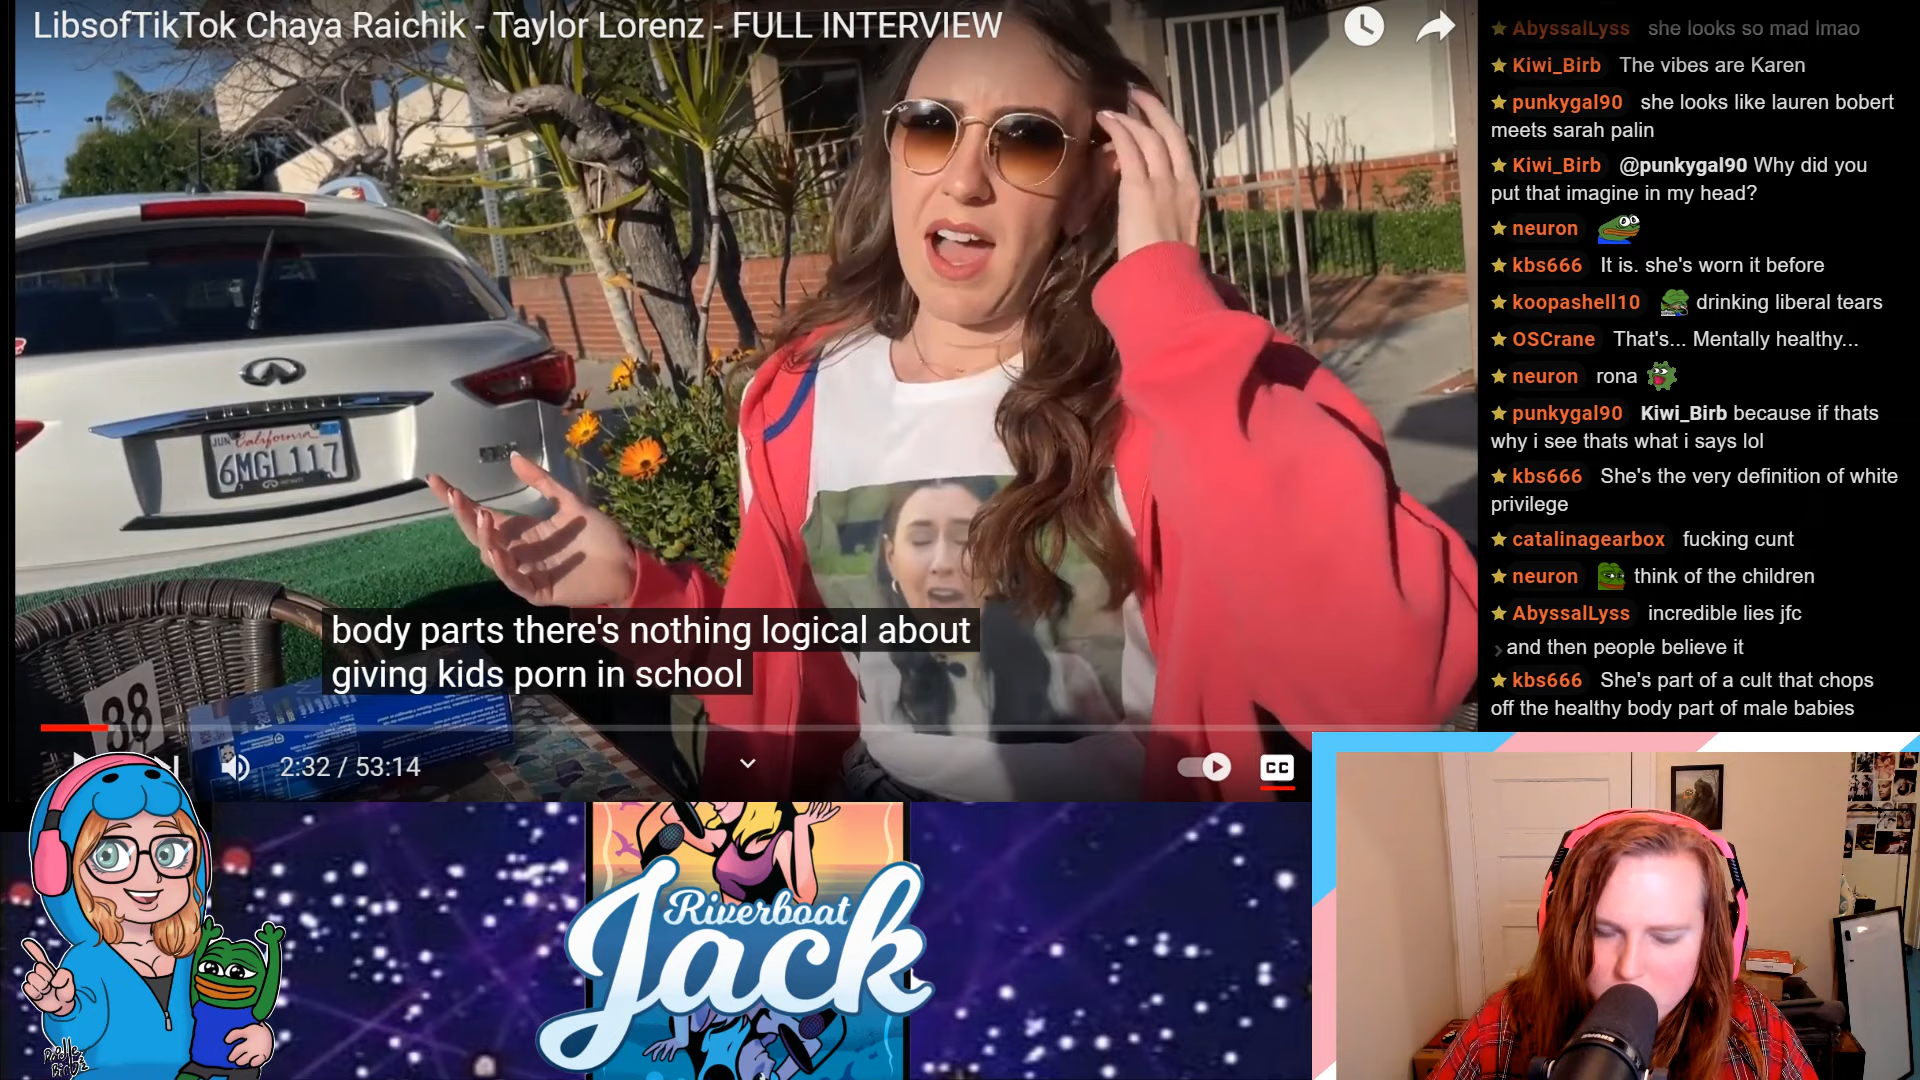 LibsofTikTok Chaya Raichik - Taylor Lorenz - FULL INTERVIEW
JUN California
6MGL117
INFINITI
body parts there's nothing logical about
giving kids porn in school
88
2:32 / 53:14
CC
AbyssalLyss she looks so mad lmao
Kiwi_Birb The vibes are Karen
punkygal90 she looks like lauren bobert
meets sarah palin
Kiwi_Birb @punkygal90 Why did you
put that imagine in my head?
neuron
kbs666 It is. she's worn it before
koopashell10 drinking liberal tears
OSCrane That's... Mentally healthy...
neuron rona
punkygal90 Kiwi_Birb because if thats
why i see thats what i says lol
kbs666 She's the very definition of white
privilege
catalinagearbox fucking cunt
neuron think of the children
AbyssalLyss incredible lies jfc
and then people believe it
kbs666 She's part of a cult that chops
off the healthy body part of male babies
Riverboat
Jack